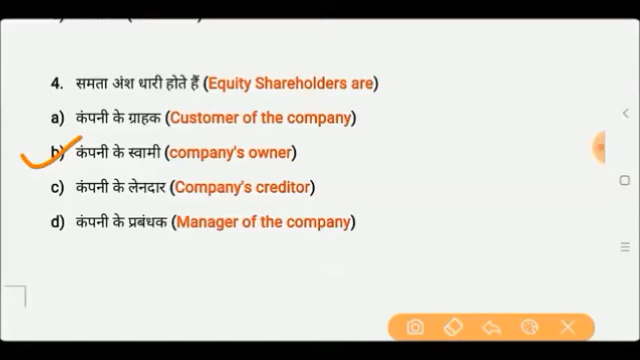 4. समता अंश धारी होते हैं (Equity Shareholders are)
a) कंपनी के ग्राहक (Customer of the company)
b) कंपनी के स्वामी (company's owner)
c) कंपनी के लेनदार (Company's creditor)
d) कंपनी के प्रबंधक (Manager of the company)